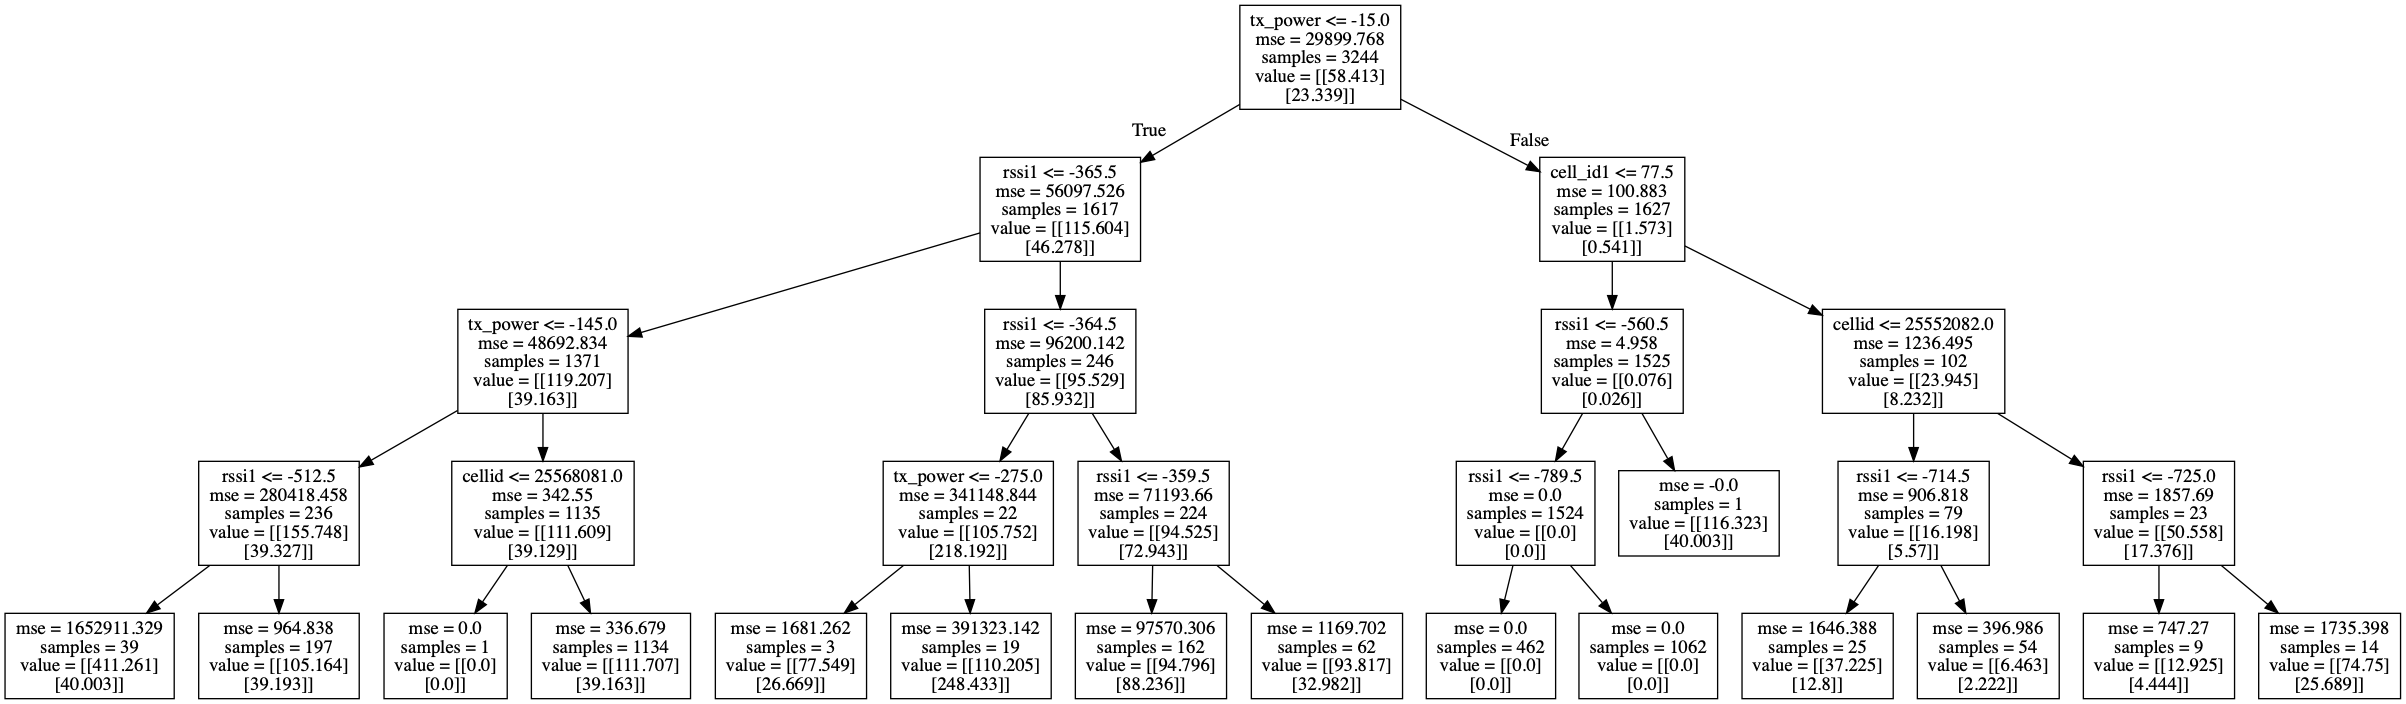 tx_power <= -15.0
mse = 29899.768
samples = 3244
value = [[58.413]
[23.339]]
True
False
rssi1 <= -365.5
mse = 56097.526
samples = 1617
value = [[115.604]
[46.278]]
cell_id1 <= 77.5
mse = 100.883
samples = 1627
value = [[1.573]
[0.541]]
tx_power <= -145.0
mse = 48692.834
samples = 1371
value = [[119.207]
[39.163]]
rssi1 <= -364.5
mse = 96200.142
samples = 246
value = [[95.529]
[85.932]]
rssi1 <= -560.5
mse = 4.958
samples = 1525
value = [[0.076]
[0.026]]
cellid <= 25552082.0
mse = 1236.495
samples = 102
value = [[23.945]
[8.232]]
rssi1 <= -512.5
mse = 280418.458
samples = 236
value = [[155.748]
[39.327]]
cellid <= 25568081.0
mse = 342.55
samples = 1135
value = [[111.609]
[39.129]]
tx_power <= -275.0
mse = 341148.844
samples = 22
value = [[105.752]
[218.192]]
rssi1 <= -359.5
mse = 71193.66
samples = 224
value = [[94.525]
[72.943]]
rssi1 <= -789.5
mse = 0.0
samples = 1524
value = [[0.0]
[0.0]]
mse = -0.0
samples = 1
value = [[116.323]
[40.003]]
rssi1 <= -714.5
mse = 906.818
samples = 79
value = [[16.198]
[5.57]]
rssi1 <= -725.0
mse = 1857.69
samples = 23
value = [[50.558]
[17.376]]
mse = 1652911.329
samples = 39
value = [[411.261]
[40.003]]
mse = 964.838
samples = 197
value = [[105.164]
[39.193]]
mse = 0.0
samples = 1
value = [[0.0]
[0.0]]
mse = 336.679
samples = 1134
value = [[111.707]
[39.163]]
mse = 1681.262
samples = 3
value = [[77.549]
[26.669]]
mse = 391323.142
samples = 19
value = [[110.205]
[248.433]]
mse = 97570.306
samples = 162
value = [[94.796]
[88.236]]
mse = 1169.702
samples = 62
value = [[93.817]
[32.982]]
mse = 0.0
samples = 462
value = [[0.0]
[0.0]]
mse = 0.0
samples = 1062
value = [[0.0]
[0.0]]
mse = 1646.388
samples = 25
value = [[37.225]
[12.8]]
mse = 396.986
samples = 54
value = [[6.463]
[2.222]]
mse = 747.27
samples = 9
value = [[12.925]
[4.444]]
mse = 1735.398
samples = 14
value = [[74.75]
[25.689]]